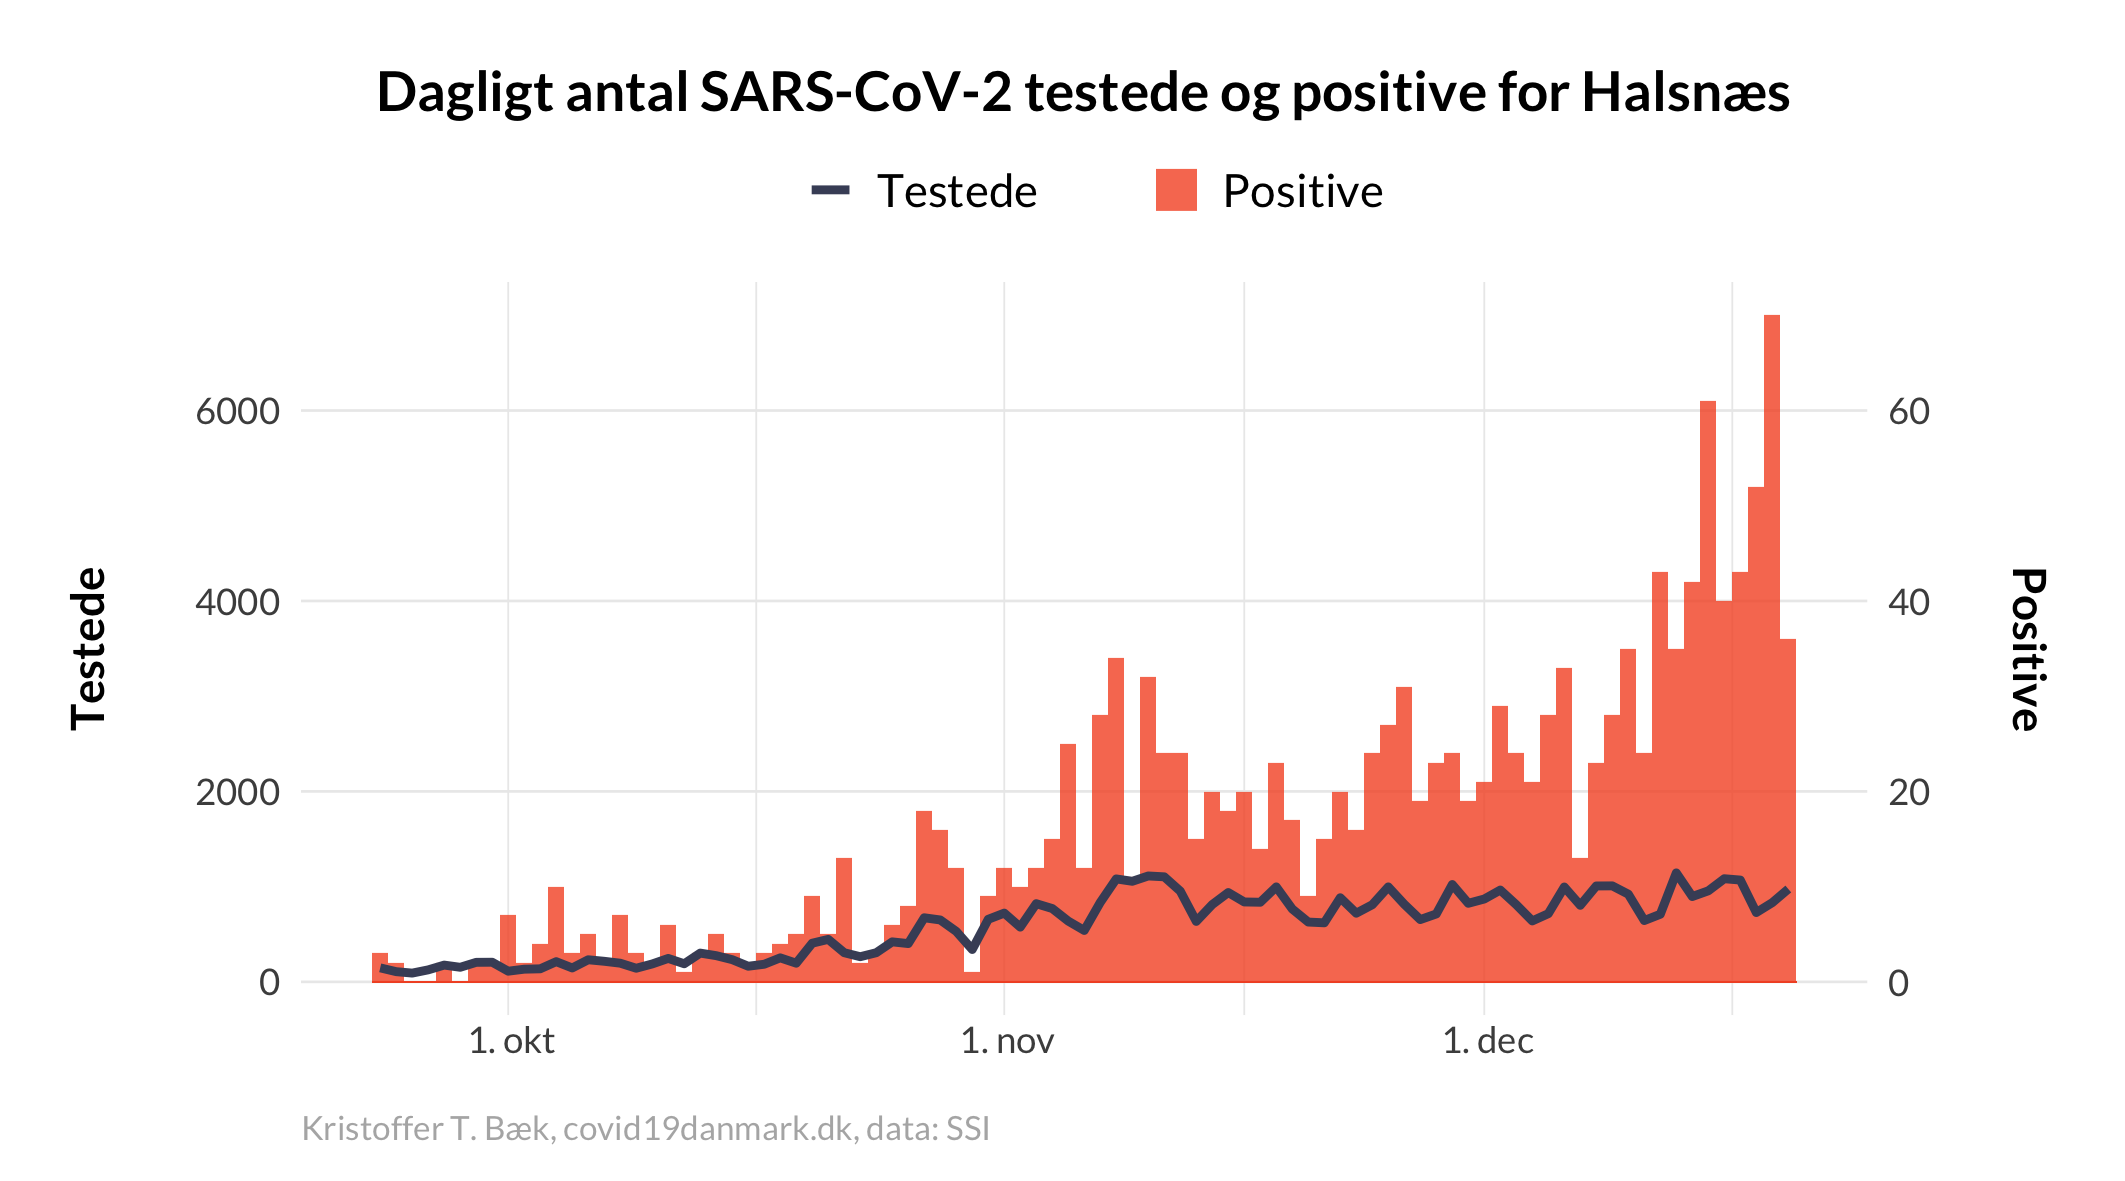 Dagligt antal SARS-CoV-2 testede og positive for Halsnæs
Testede Positive
6000 60
4000 40
2000 20
0 0
Testede
Positive
1. okt 1. nov 1. dec
Kristoffer T. Bæk, covid19danmark.dk, data: SSI